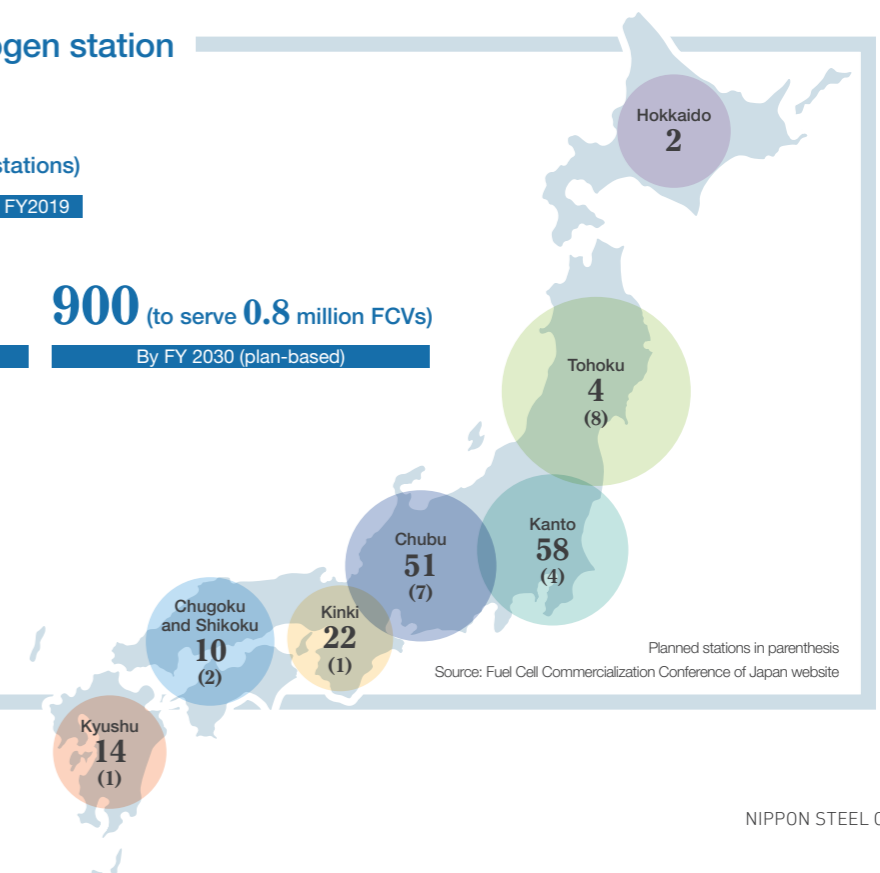 ogen station
stations)
FY2019
900 (to serve 0.8 million FCVs)
By FY 2030 (plan-based)
Hokkaido
2
Tohoku
4
(8)
Kanto
58
(4)
Chubu
51
(7)
Kinki
22
(1)
Chugoku
and Shikoku
10
(2)
Kyushu
14
(1)
Planned stations in parenthesis
Source: Fuel Cell Commercialization Conference of Japan website
NIPPON STEEL